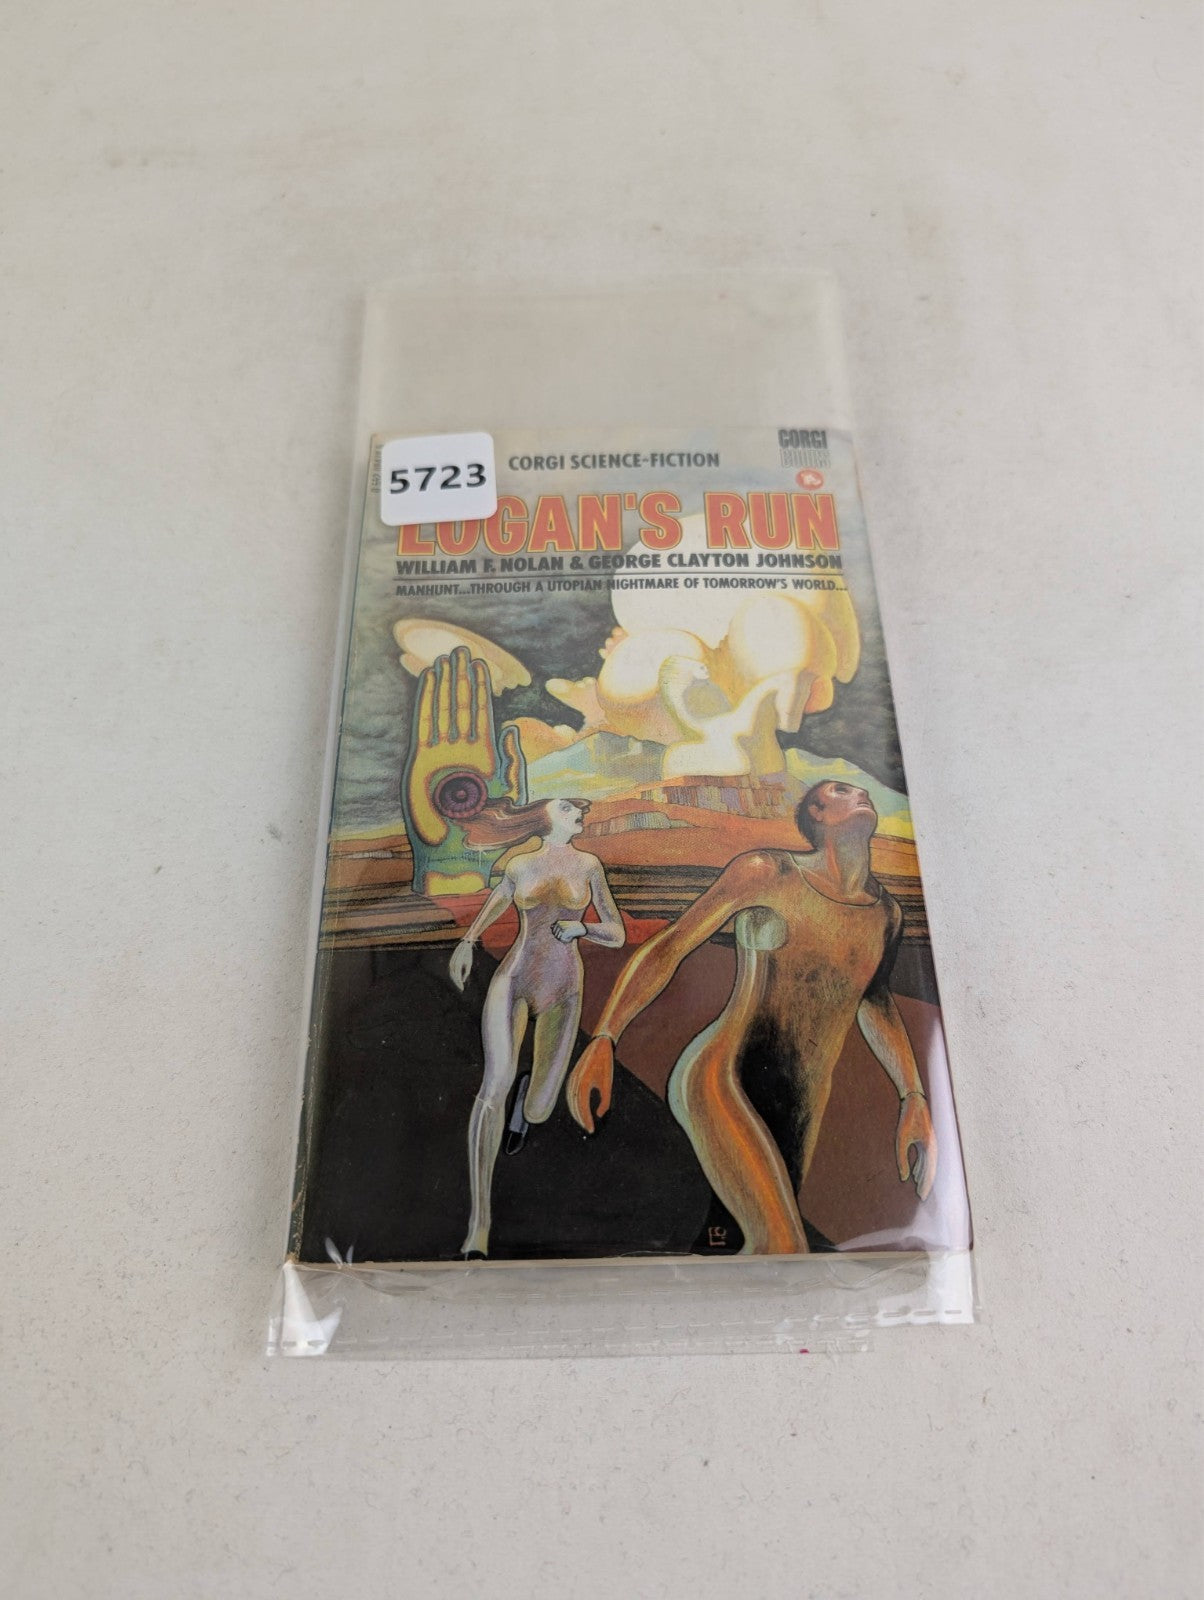 5723
CORGI SCIENCE-FICTION
CORGI
BOOKS
LOGAN'S RUN
WILLIAM F. NOLAN & GEORGE CLAYTON JOHNSON
MANHUNT...THROUGH A UTOPIAN NIGHTMARE OF TOMORROW'S WORLD...